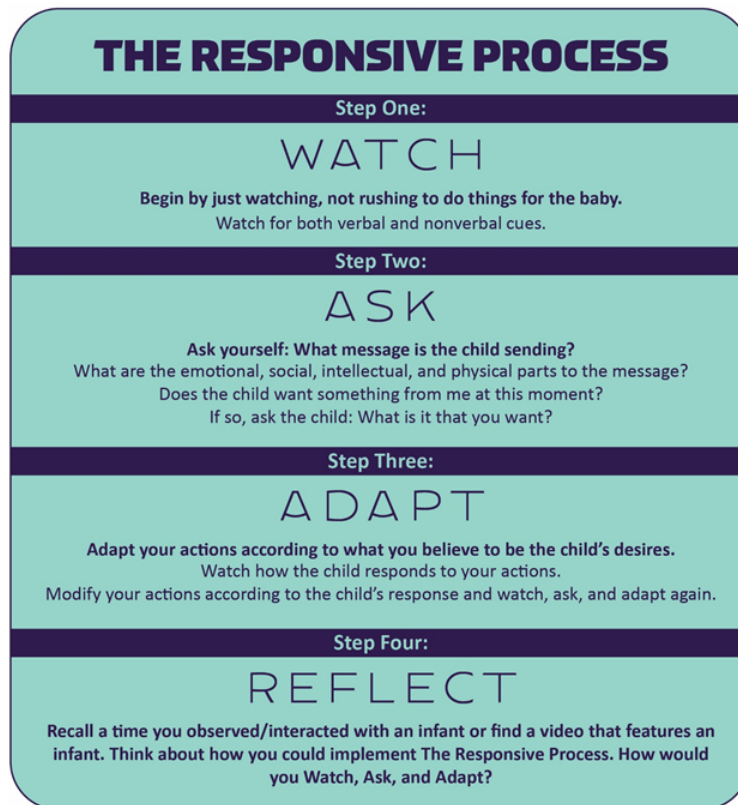 THE RESPONSIVE PROCESS
Step One:
WATCH
Begin by just watching, not rushing to do things for the baby.
Watch for both verbal and nonverbal cues.
Step Two:
ASK
Ask yourself: What message is the child sending?
What are the emotional, social, intellectual, and physical parts to the message?
Does the child want something from me at this moment?
If so, ask the child: What is it that you want?
Step Three:
ADAPT
Adapt your actions according to what you believe to be the child's desires.
Watch how the child responds to your actions.
Modify your actions according to the child's response and watch, ask, and adapt again.
Step Four:
REFLECT
Recall a time you observed/interacted with an infant or find a video that features an
infant. Think about how you could implement The Responsive Process. How would
you Watch, Ask, and Adapt?